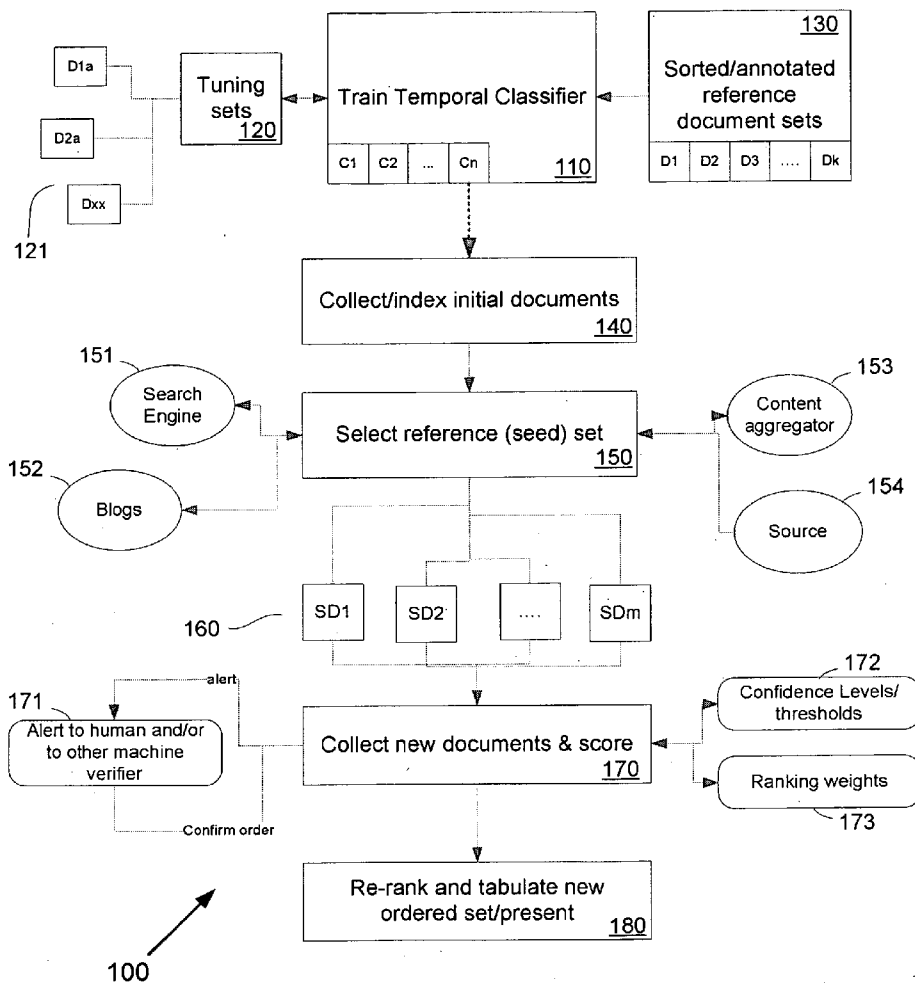 130
D1a
Tuning
sets
120
Train Temporal Classifier
Sorted/annotated
reference
document sets
D2a
C1 C2 ... Cn
110
D1 D2 D3 .... Dk
Dxx
121
Collect/index initial documents
140
151
Search
Engine
153
Content
aggregator
Select reference (seed) set
150
152
Blogs
154
Source
160
SD1 SD2 .... SDm
alert
171
Alert to human and/or
to other machine
verifier
172
Confidence Levels/
thresholds
Collect new documents & score
170
Ranking weights
173
Confirm order
Re-rank and tabulate new
ordered set/present
180
100